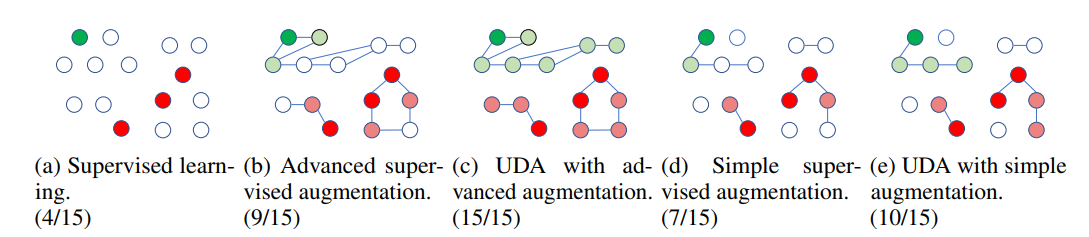 (a) Supervised learn-
ing.
(4/15)
(b) Advanced super-
vised augmentation.
(9/15)
(c) UDA with ad-
vanced augmentation.
(15/15)
(d) Simple super-
vised augmentation.
(7/15)
(e) UDA with simple
augmentation.
(10/15)